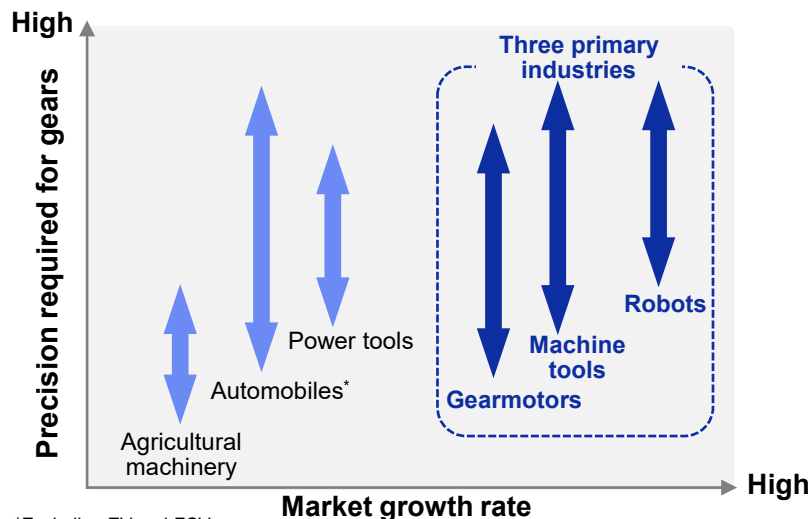 High
Precision required for gears
Three primary
industries
Power tools
Automobiles*
Agricultural
machinery
Robots
Machine
tools
Gearmotors
High
Market growth rate